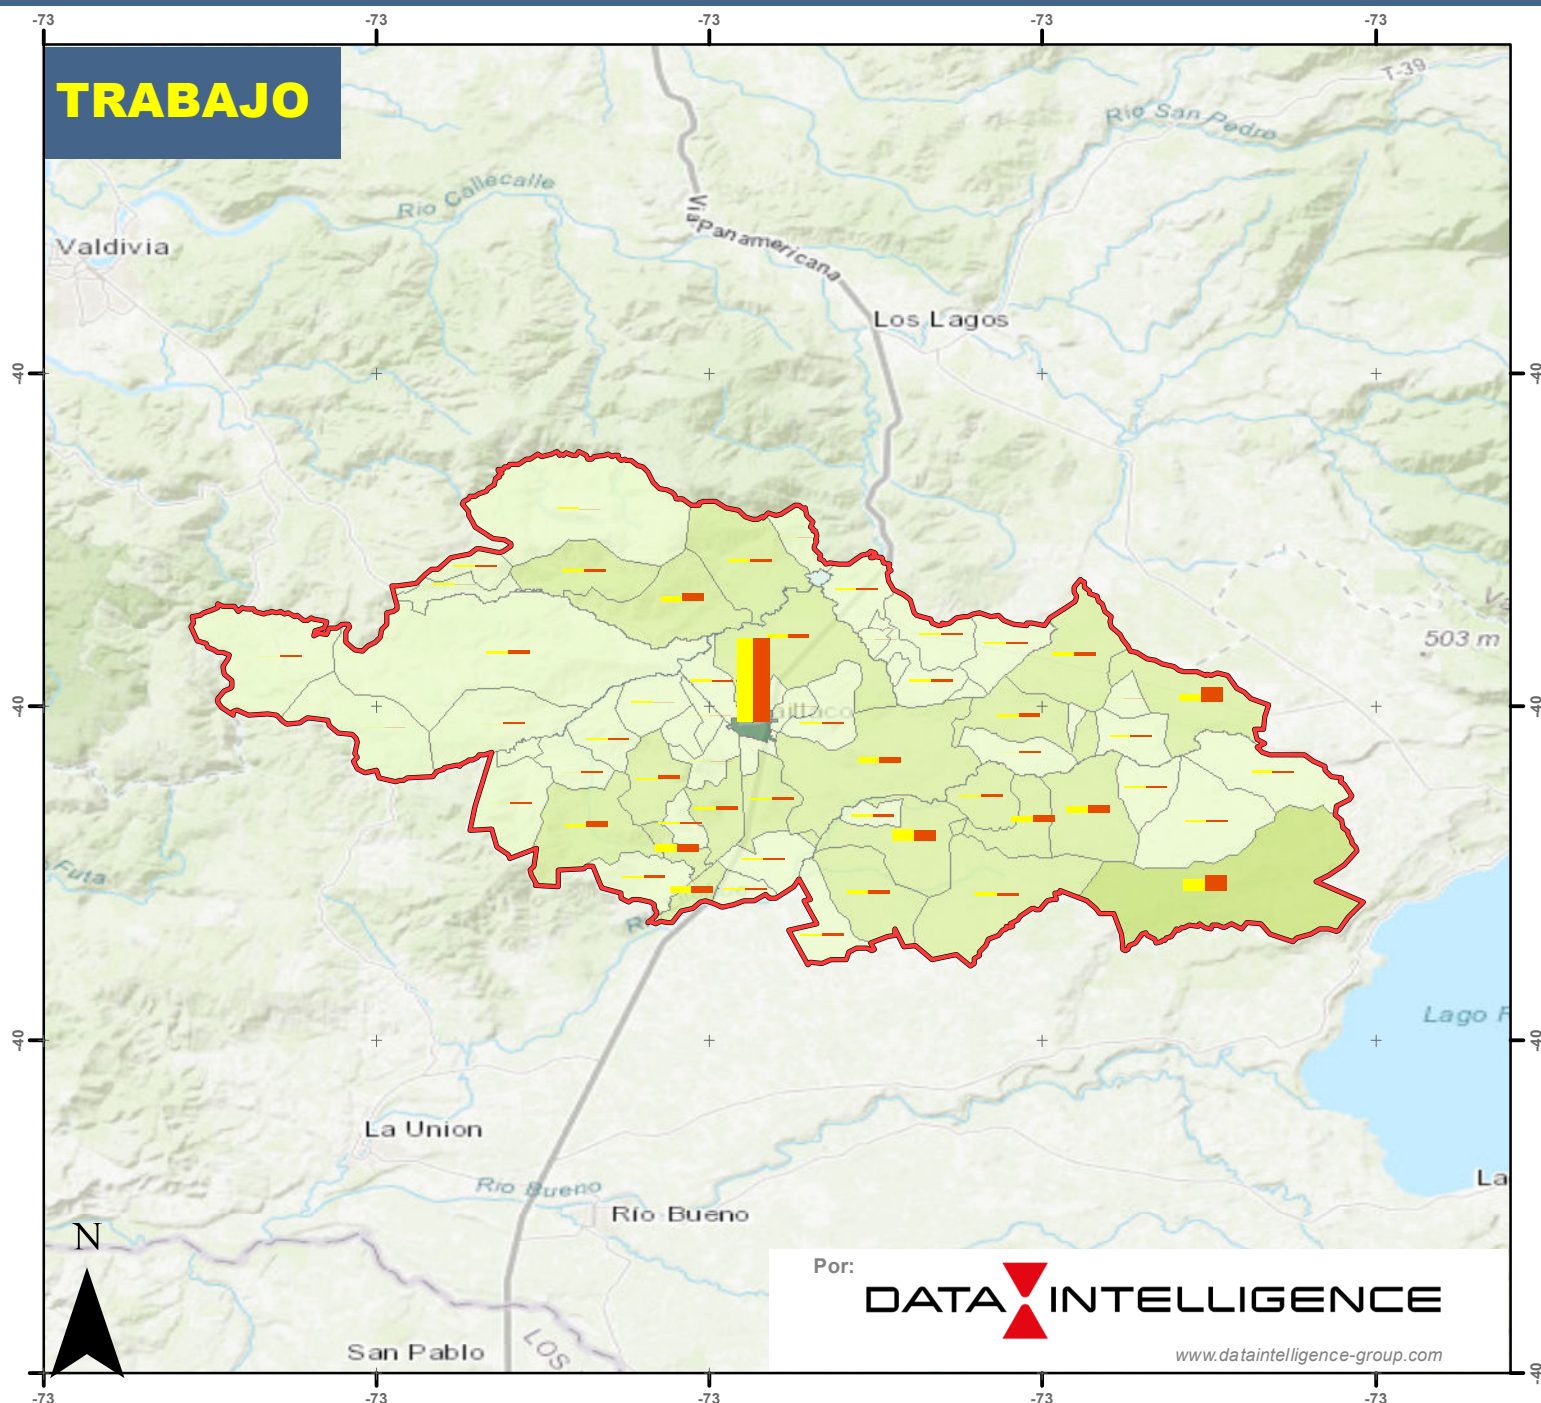 -73 -73 -73 -73 -73
TRABAJO
T-39
Rio San Pedro
Rio Callecalle
Via Panamericana
Valdivia
Los Lagos
-40 -40
503 m
-40 -40
aillaco
Futa
Lago F
-40 -40
La Union
La
Rio Bueno
Río Bueno
N
Por:
DATA INTELLIGENCE
San Pablo
LOS
www.dataintelligence-group.com
-40
-73 -73 -73 -73 -73